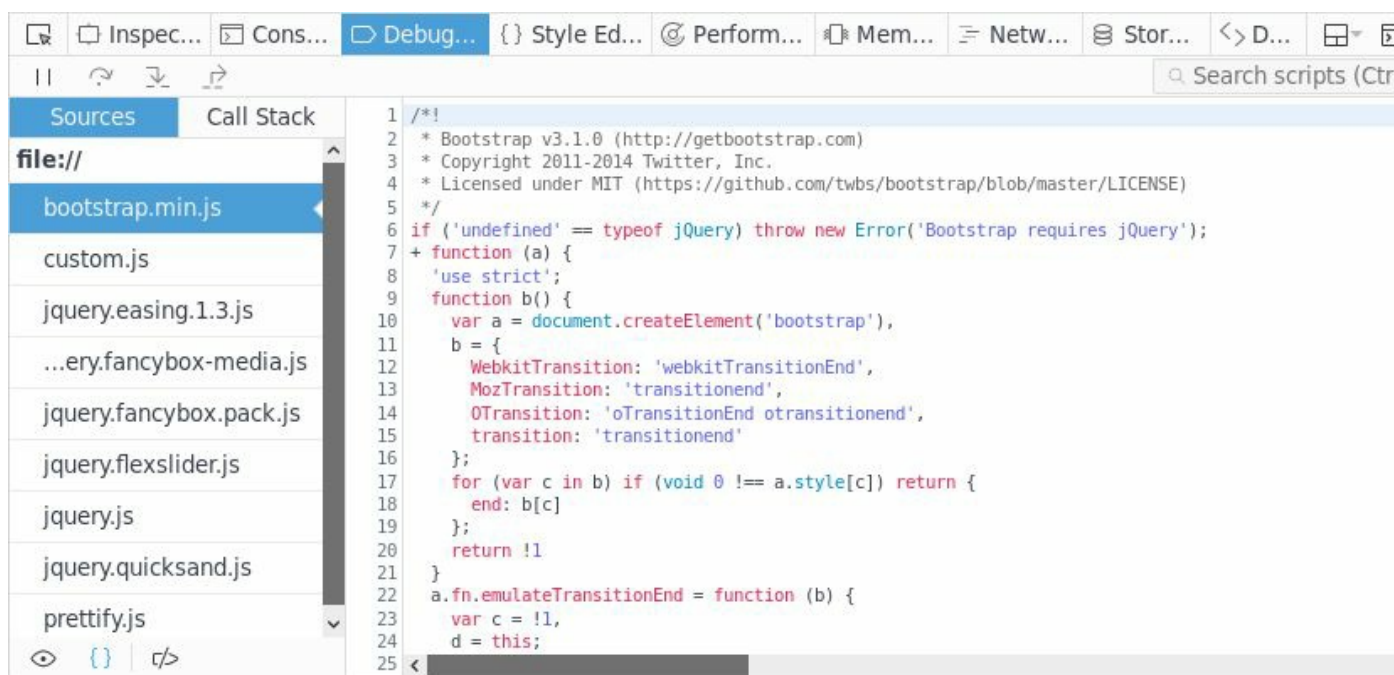 Inspec... Cons... Debug... {} Style Ed... Perform... Mem... Netw... Stor... D...
Search scripts (Ctr
Sources Call Stack
file://
bootstrap.min.js
custom.js
jquery.easing.1.3.js
...ery.fancybox-media.js
jquery.fancybox.pack.js
jquery.flexslider.js
jquery.js
jquery.quicksand.js
prettify.js
{}
1 /*!
2 * Bootstrap v3.1.0 (http://getbootstrap.com)
3 * Copyright 2011-2014 Twitter, Inc.
4 * Licensed under MIT (https://github.com/twbs/bootstrap/blob/master/LICENSE)
5 */
6 if ('undefined' == typeof jQuery) throw new Error('Bootstrap requires jQuery');
7 + function (a) {
8 'use strict';
9 function b() {
10 var a = document.createElement('bootstrap'),
11 b = {
12 WebkitTransition: 'webkitTransitionEnd',
13 MozTransition: 'transitionend',
14 OTransition: 'oTransitionEnd otransitionend',
15 transition: 'transitionend'
16 };
17 for (var c in b) if (void 0 !== a.style[c]) return {
18 end: b[c]
19 };
20 return !1
21 }
22 a.fn.emulateTransitionEnd = function (b) {
23 var c = !1,
24 d = this;
25